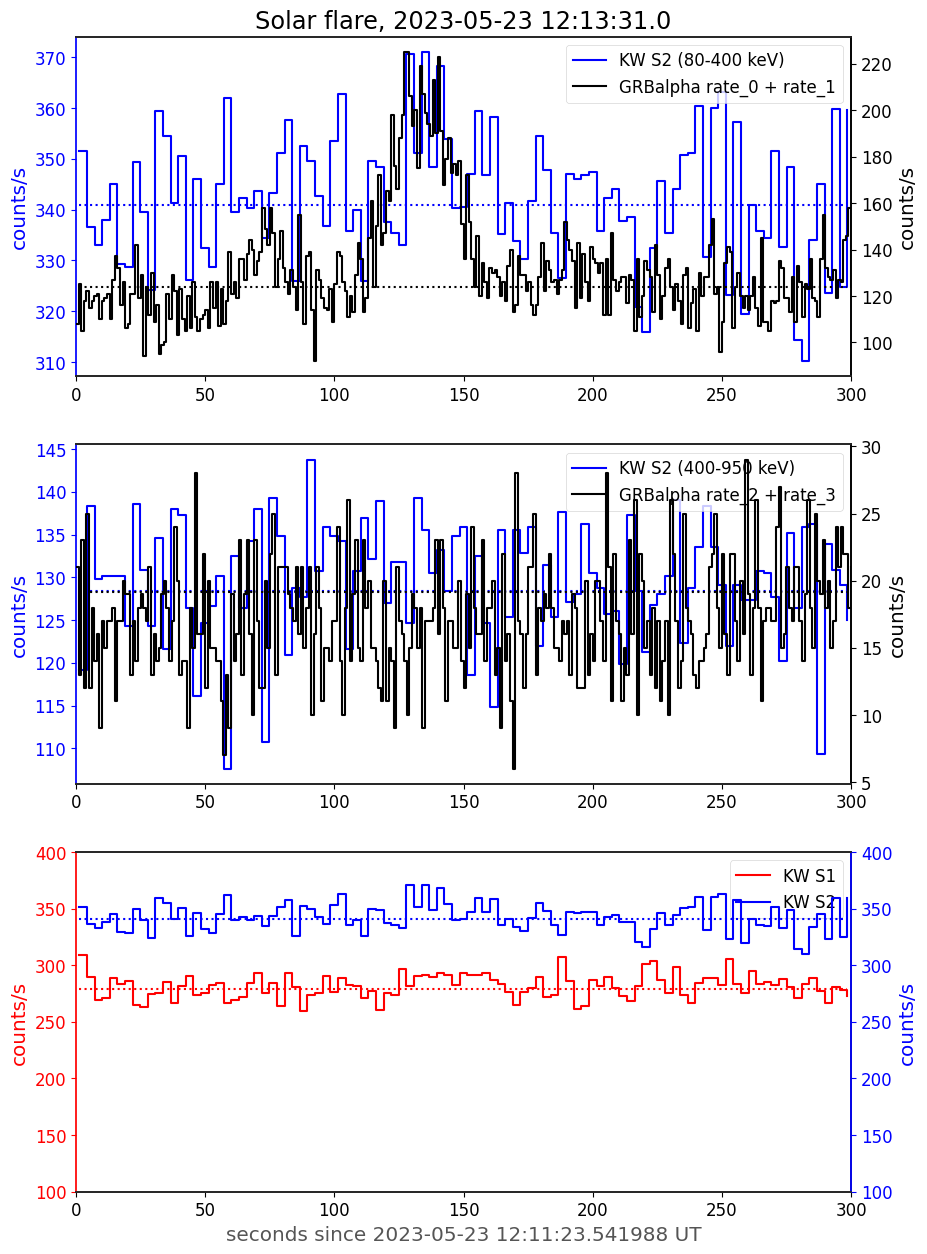 Solar flare, 2023-05-23 12:13:31.0
370
360
350
340
330
320
310
counts/s
KW S2 (80-400 keV)
GRBalpha rate_0 + rate_1
220
200
180
160
140
120
100
counts/s
0 50 100 150 200 250 300
145
140
135
130
125
120
115
110
counts/s
KW S2 (400-950 keV)
GRBalpha rate_2 + rate_3
30
25
20
15
10
5
counts/s
0 50 100 150 200 250 300
400
350
300
250
200
150
100
counts/s
KW S1
KW S2
400
350
300
250
200
150
100
counts/s
0 50 100 150 200 250 300
seconds since 2023-05-23 12:11:23.541988 UT